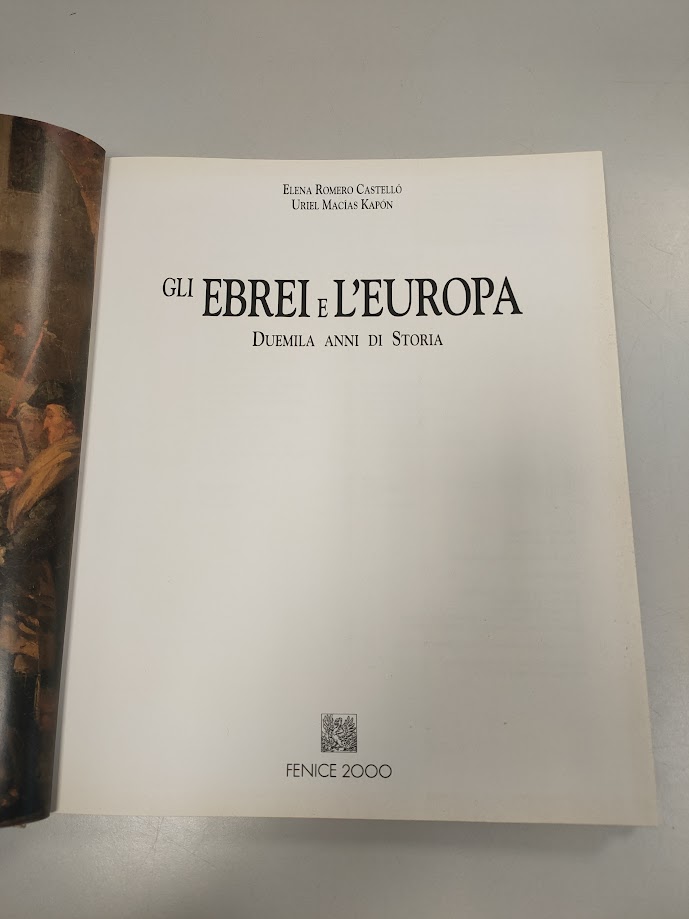 ELENA ROMERO CASTELLÓ
URIEL MACÍAS KAPÓN
GLI EBREI E L'EUROPA
DUEMILA ANNI DI STORIA
FENICE 2000